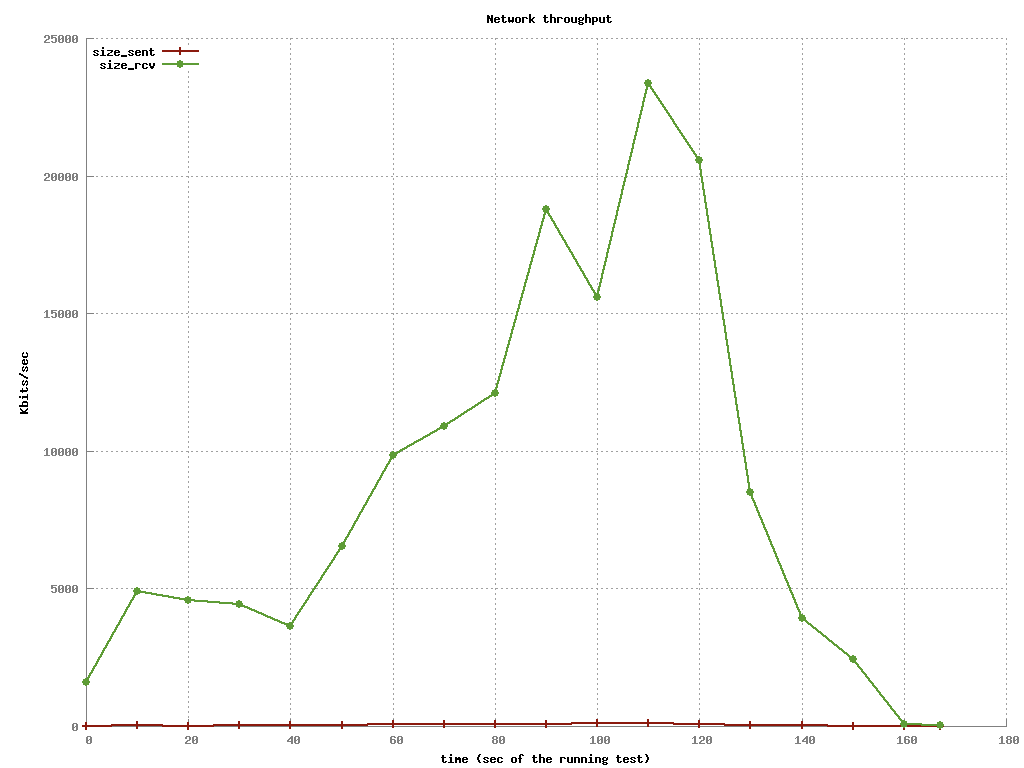 Network throughput
25000
size_sent
size_rcv
20000
15000
Kbits/sec
10000
5000
0
0 20 40 60 80 100 120 140 160 180
time (sec of the running test)